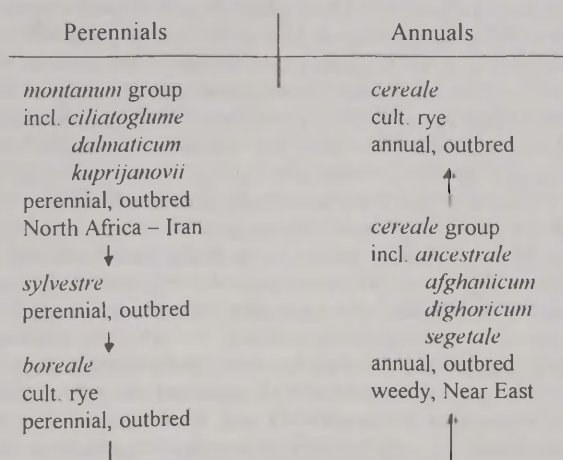 Perennials
montanum group
incl. ciliatoglume
dalmaticum
kuprijanovii
perennial, outbred
North Africa – Iran
sylvestre
perennial, outbred
boreale
cult. rye
perennial, outbred
Annuals
cereale
cult. rye
annual, outbred
cereale group
incl. ancestrale
afghanicum
dighoricum
segetale
annual, outbred
weedy, Near East